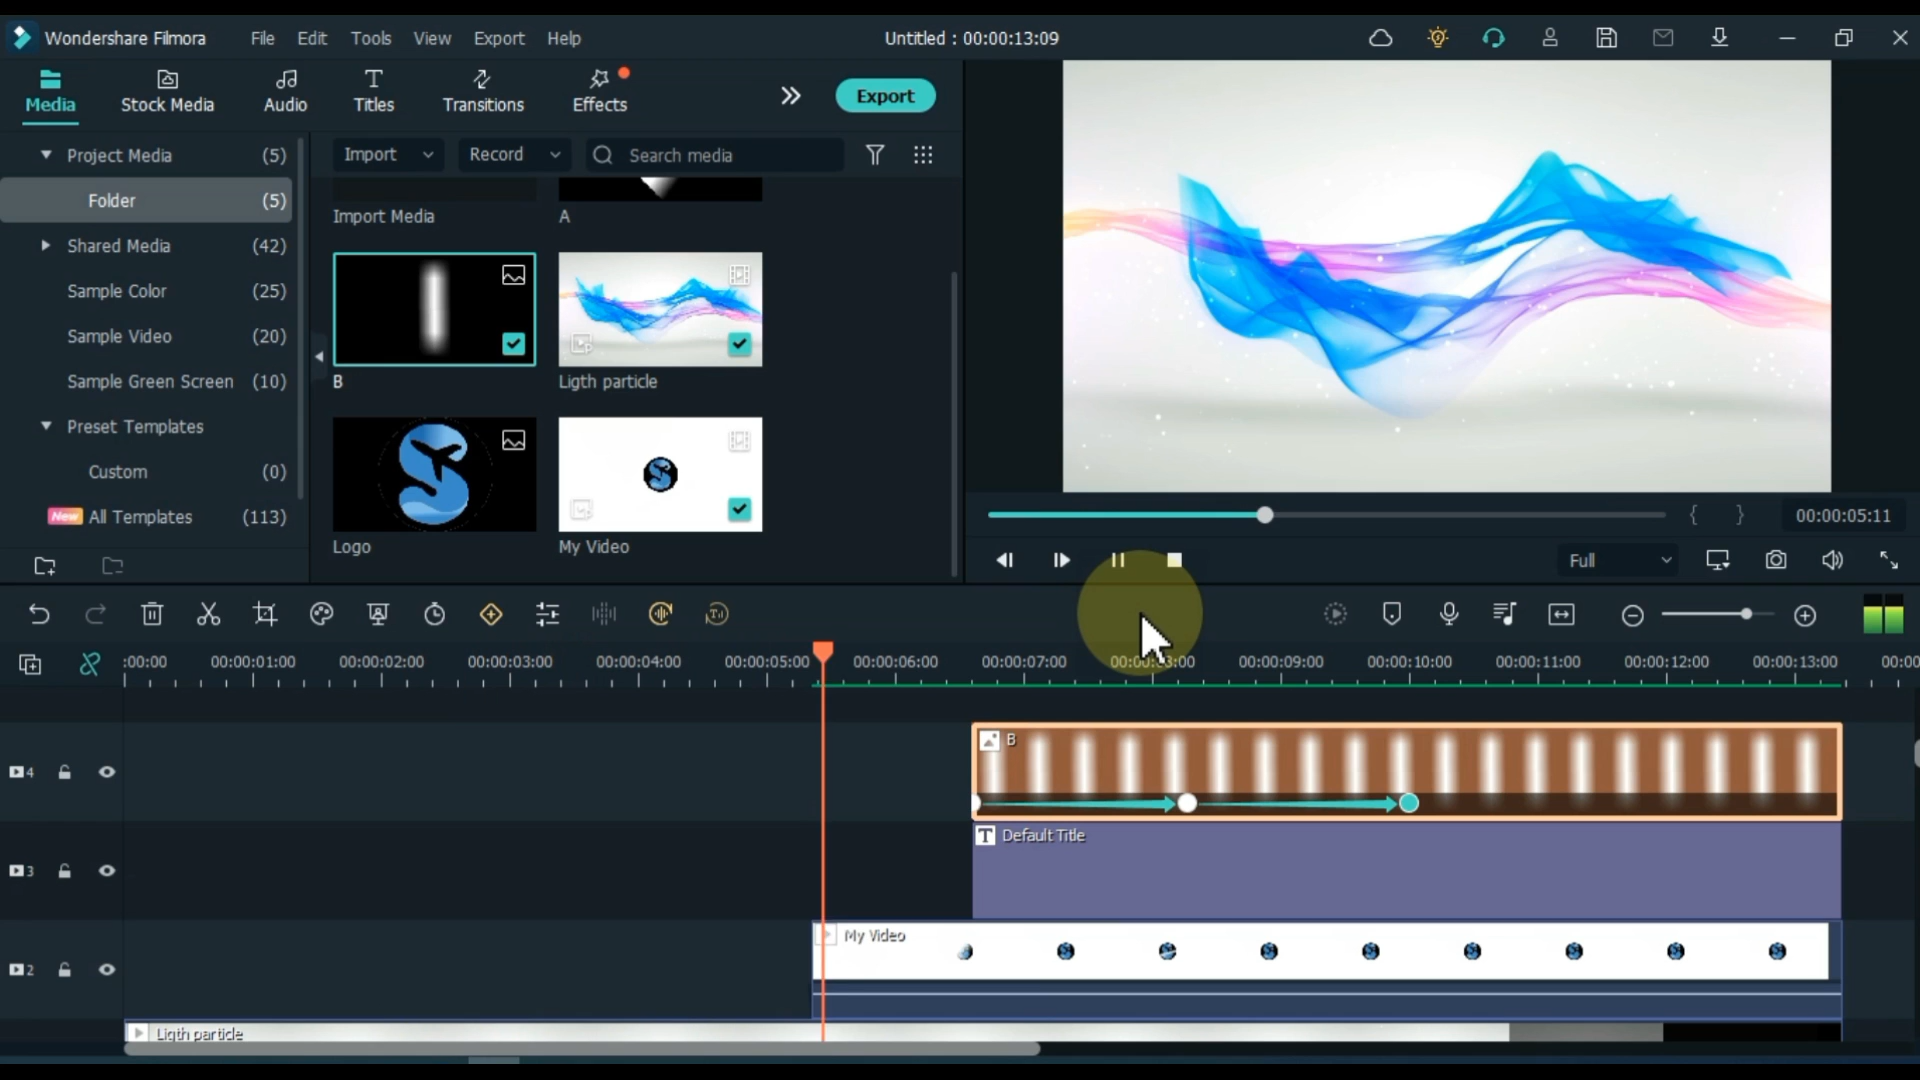 Wondershare Filmora File Edit Tools View Export Help Untitled : 00:00:13:09
Media Stock Media Audio Titles Transitions Effects Export
Project Media (5)
Folder (5)
Shared Media (42)
Sample Color (25)
Sample Video (20)
Sample Green Screen (10)
Preset Templates
Custom (0)
New All Templates (113)
Import Record Search media
Import Media A
B Ligth particle
Logo My Video
00:00:05:11
Full
:00:00 00:00:01:00 00:00:02:00 00:00:03:00 00:00:04:00 00:00:05:00 00:00:06:00 00:00:07:00 00:00:08:00 00:00:09:00 00:00:10:00 00:00:11:00 00:00:12:00 00:00:13:00 00:00
4 B
3 Default Title
2 My Video
Ligth particle